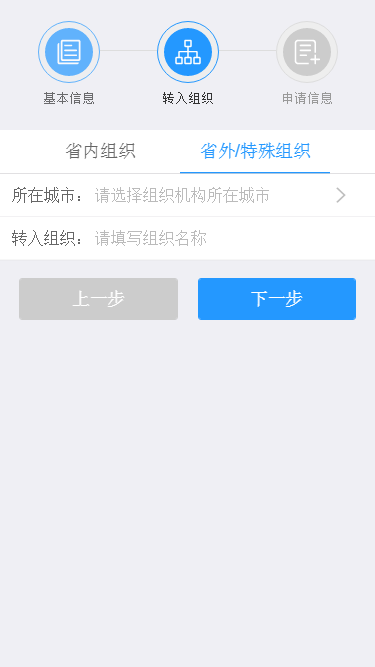 基本信息 转入组织 申请信息
省内组织 省外/特殊组织
所在城市： 请选择组织机构所在城市
转入组织： 请填写组织名称
上一步 下一步